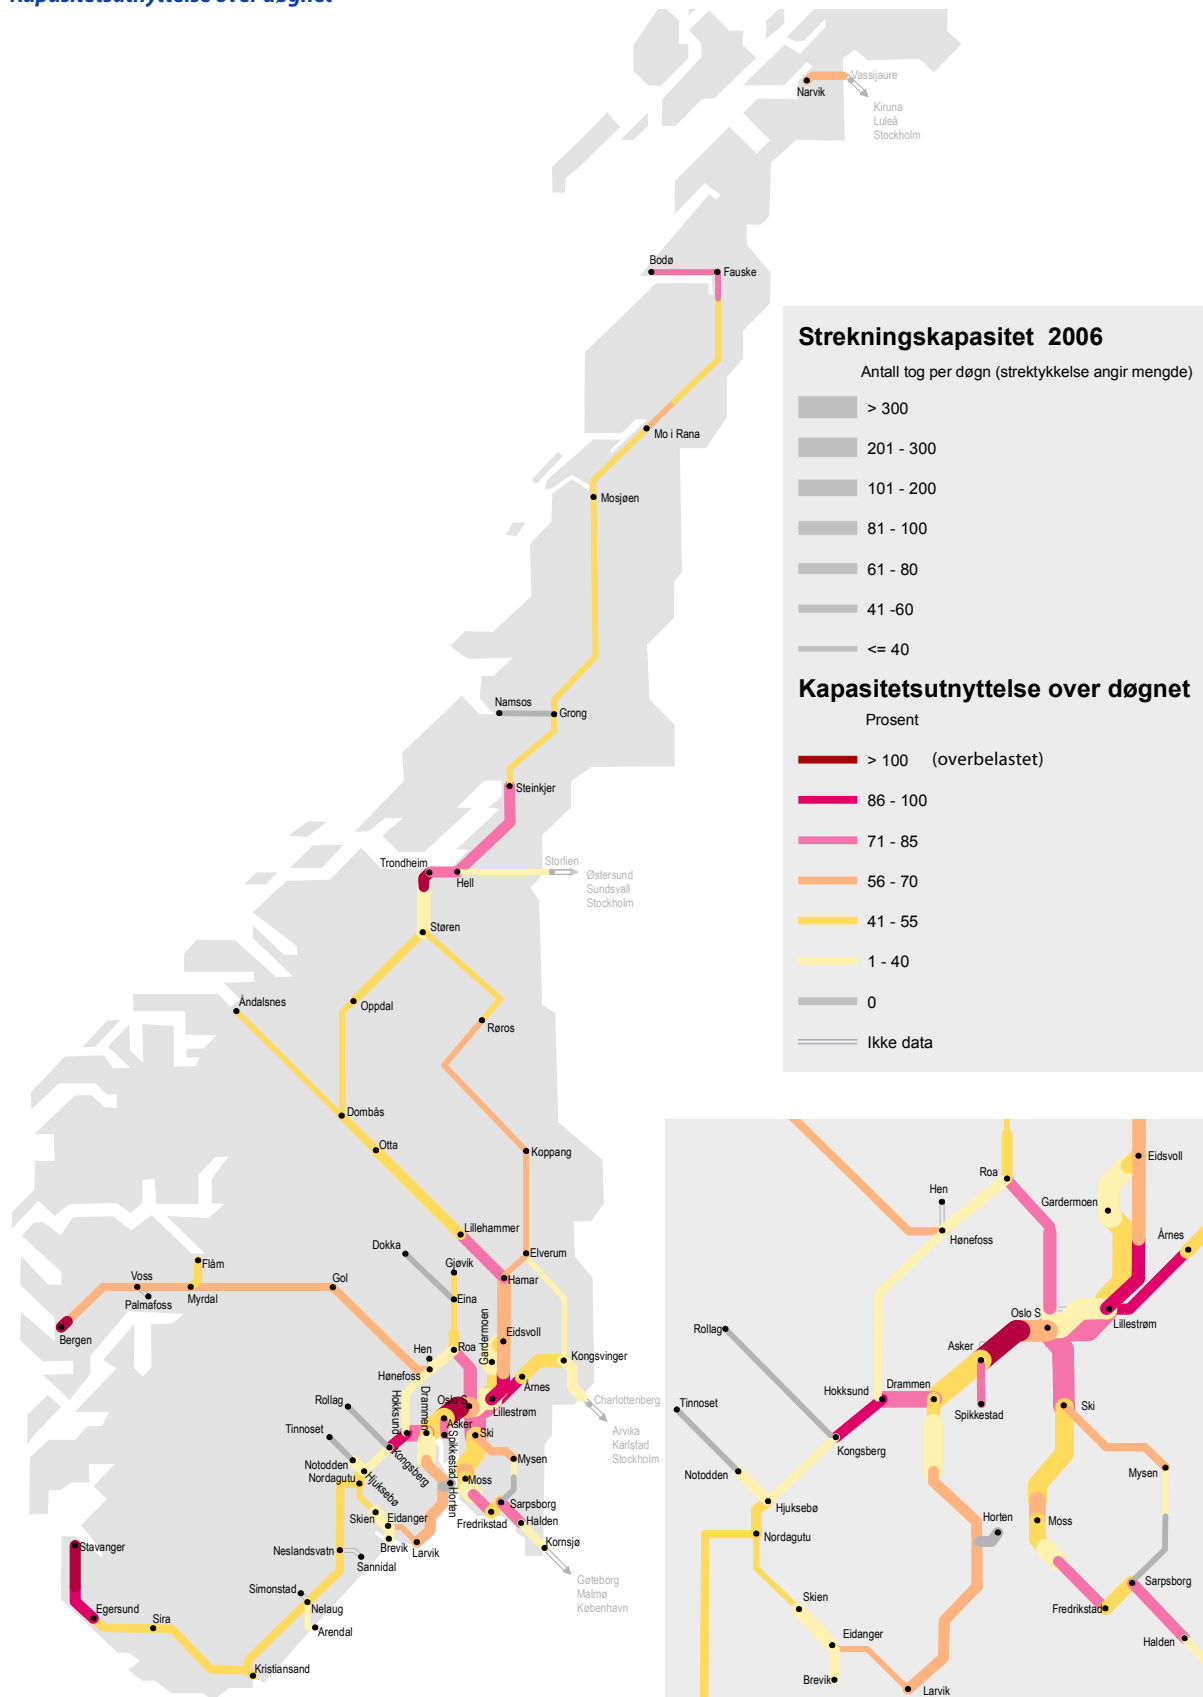 Kapasitetsutnyttelse over døgnet
Vassijaure
Narvik
Kiruna
Luleå
Stockholm
Bodø
Fauske
Mo i Rana
Mosjøen
Namsos
Grong
Steinkjer
Trondheim
Hell
Storlien
Østersund
Sundsvall
Stockholm
Støren
Åndalsnes
Oppdal
Røros
Dombås
Otta
Koppang
Lillehammer
Dokka
Gjøvik
Elverum
Flåm
Voss
Gol
Hamar
Palmafoss
Myrdal
Eina
Bergen
Gardermoen
Eidsvoll
Hen
Roa
Kongsvinger
Hønefoss
Årnes
Rollag
Hokksund
Drammen
Oslo S
Lillestrøm
Charlottenberg
Tinnoset
Asker
Ski
Arvika
Karlstad
Stockholm
Spikkestad
Kongsberg
Notodden
Mysen
Nordagutu
Hjuksebø
Moss
Horten
Sarpsborg
Skien
Eidanger
Fredrikstad
Halden
Stavanger
Brevik
Larvik
Kornsjø
Neslandsvatn
Sannidal
Gøteborg
Malmø
København
Simonstad
Nelaug
Egersund
Sira
Arendal
Kristiansand
Strekningskapasitet 2006
Antall tog per døgn (strektykkelse angir mengde)
> 300
201 - 300
101 - 200
81 - 100
61 - 80
41 -60
<= 40
Kapasitetsutnyttelse over døgnet
Prosent
> 100 (overbelastet)
86 - 100
71 - 85
56 - 70
41 - 55
1 - 40
0
Ikke data
Eidsvoll
Roa
Hen
Gardermoen
Hønefoss
Årnes
Oslo S
Lillestrøm
Rollag
Asker
Drammen
Hokksund
Spikkestad
Tinnoset
Ski
Kongsberg
Notodden
Mysen
Hjuksebø
Horten
Moss
Nordagutu
Sarpsborg
Skien
Fredrikstad
Eidanger
Halden
Brevik
Larvik